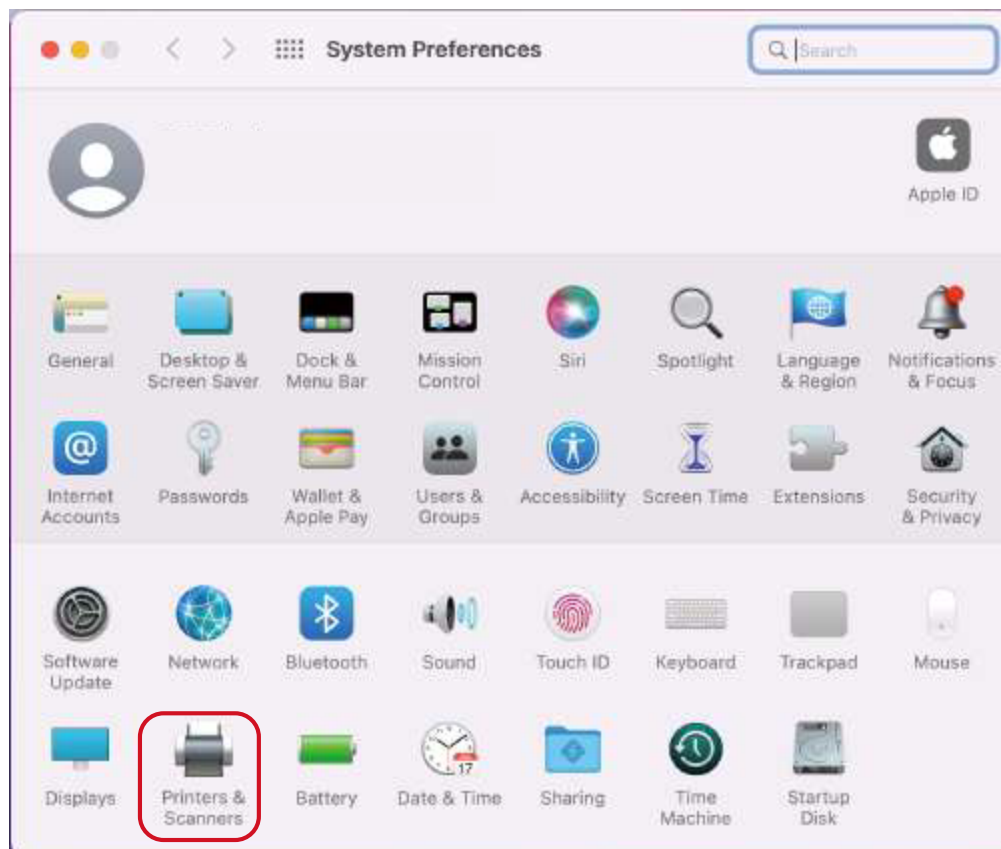 System Preferences
Search
Apple ID
General
Desktop &
Screen Saver
Dock &
Menu Bar
Mission
Control
Siri
Spotlight
Language
& Region
Notifications
& Focus
@
Internet
Accounts
Passwords
Wallet &
Apple Pay
Users &
Groups
Accessibility
Screen Time
Extensions
Security
& Privacy
Software
Update
Network
Bluetooth
Sound
Touch ID
Keyboard
Trackpad
Mouse
Displays
Printers &
Scanners
Battery
17
Date & Time
Sharing
Time
Machine
Startup
Disk